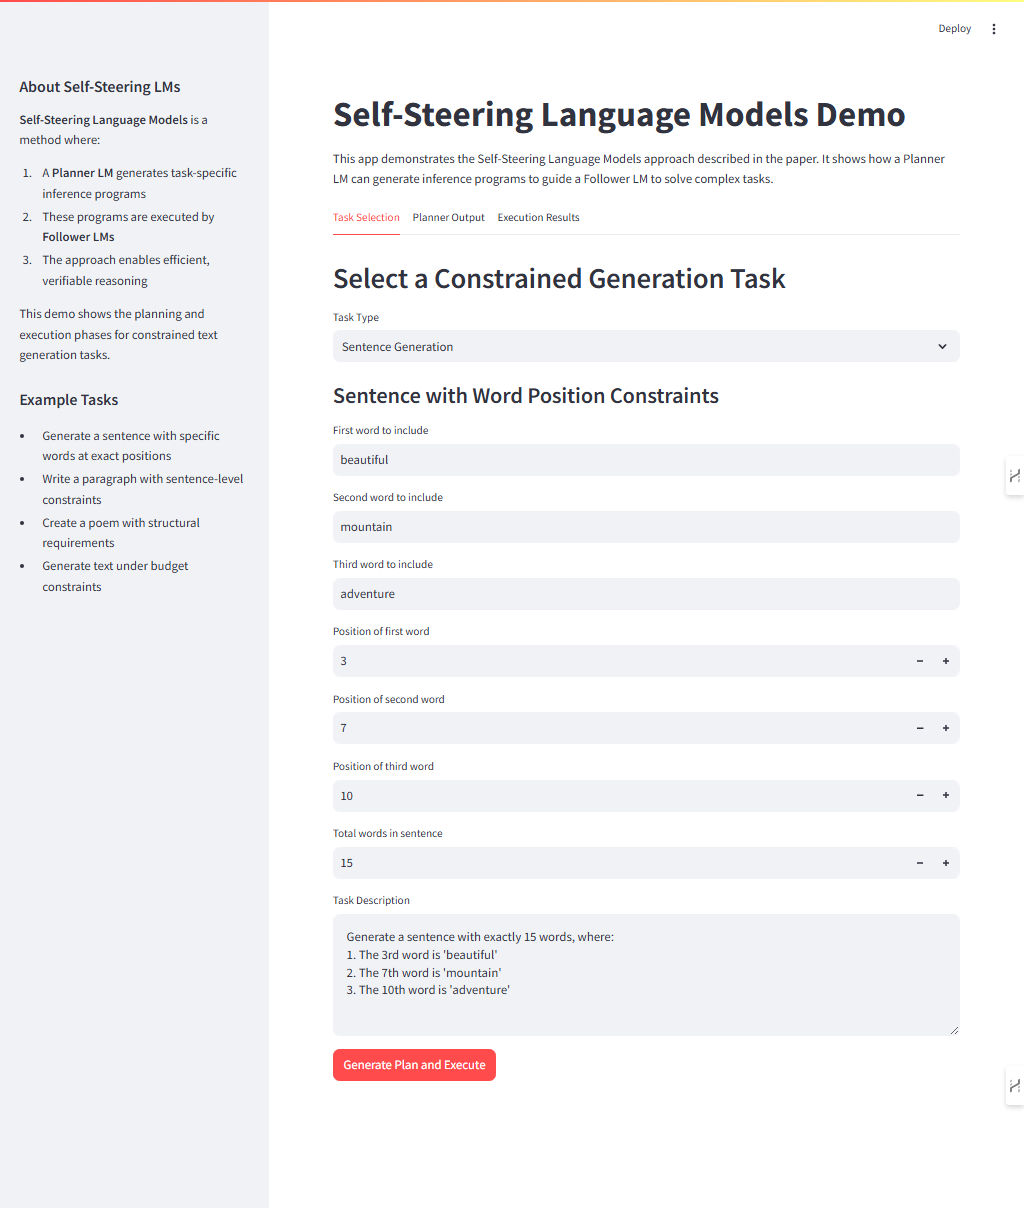 Deploy
About Self-Steering LMs
Self-Steering Language Models is a
method where:
1. A Planner LM generates task-specific
inference programs
2. These programs are executed by
Follower LMs
3. The approach enables efficient,
verifiable reasoning
This demo shows the planning and
execution phases for constrained text
generation tasks.
Example Tasks
• Generate a sentence with specific
words at exact positions
• Write a paragraph with sentence-level
constraints
• Create a poem with structural
requirements
• Generate text under budget
constraints
Self-Steering Language Models Demo
This app demonstrates the Self-Steering Language Models approach described in the paper. It shows how a Planner
LM can generate inference programs to guide a Follower LM to solve complex tasks.
Task Selection Planner Output Execution Results
Select a Constrained Generation Task
Task Type
Sentence Generation
Sentence with Word Position Constraints
First word to include
beautiful
Second word to include
mountain
Third word to include
adventure
Position of first word
3
Position of second word
7
Position of third word
10
Total words in sentence
15
Task Description
Generate a sentence with exactly 15 words, where:
1. The 3rd word is 'beautiful'
2. The 7th word is 'mountain'
3. The 10th word is 'adventure'
Generate Plan and Execute